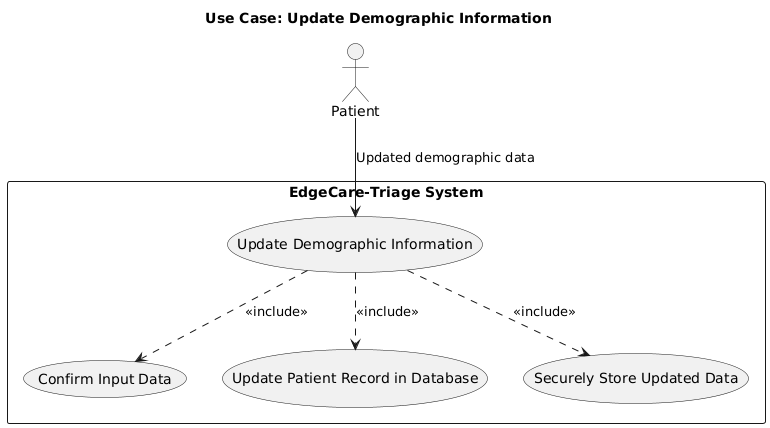 Use Case: Update Demographic Information
Patient
Updated demographic data
EdgeCare-Triage System
Update Demographic Information
«include»
«include»
«include»
Confirm Input Data
Update Patient Record in Database
Securely Store Updated Data